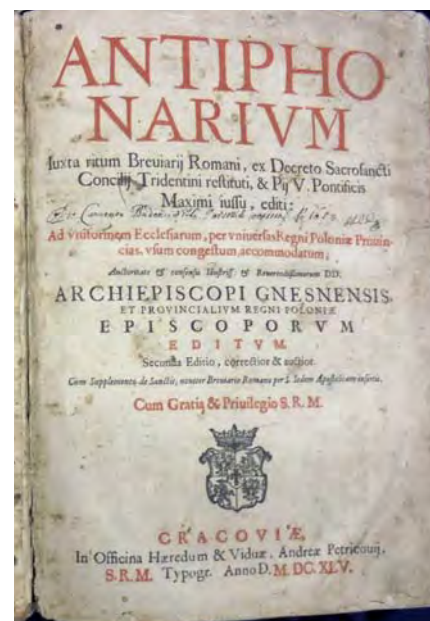 ANTIPHO
NARIVM
Iuxta ritum Breuiarij Romani, ex Decreto Sacrosancti
Concilij Tridentini restituti, & Pij V. Pontificis
Maximi iussu, editi:
Ad vniformem Ecclesiarum, per vniuersas Regni Poloniæ Prouin-
cias, vsum congestum, accommodatum,
Auctoritate & consensu Illustriss. & Reuerendissimorum DD.
ARCHIEPISCOPI GNESNENSIS.
ET PROVINCIALIVM REGNI POLONIÆ
EPISCOPORVM
EDITVM.
Secunda Editio, correctior & auctior.
Cum Supplemento de Sanctis, nouiter Breuiario Romano per S. Sedem Apostolicam insertis.
Cum Gratia & Priuilegio S. R. M.
CRACOVIÆ,
In Officina Hæredum & Viduæ, Andreæ Petricouij,
S. R. M. Typogr. Anno D. M. DC. XLV.